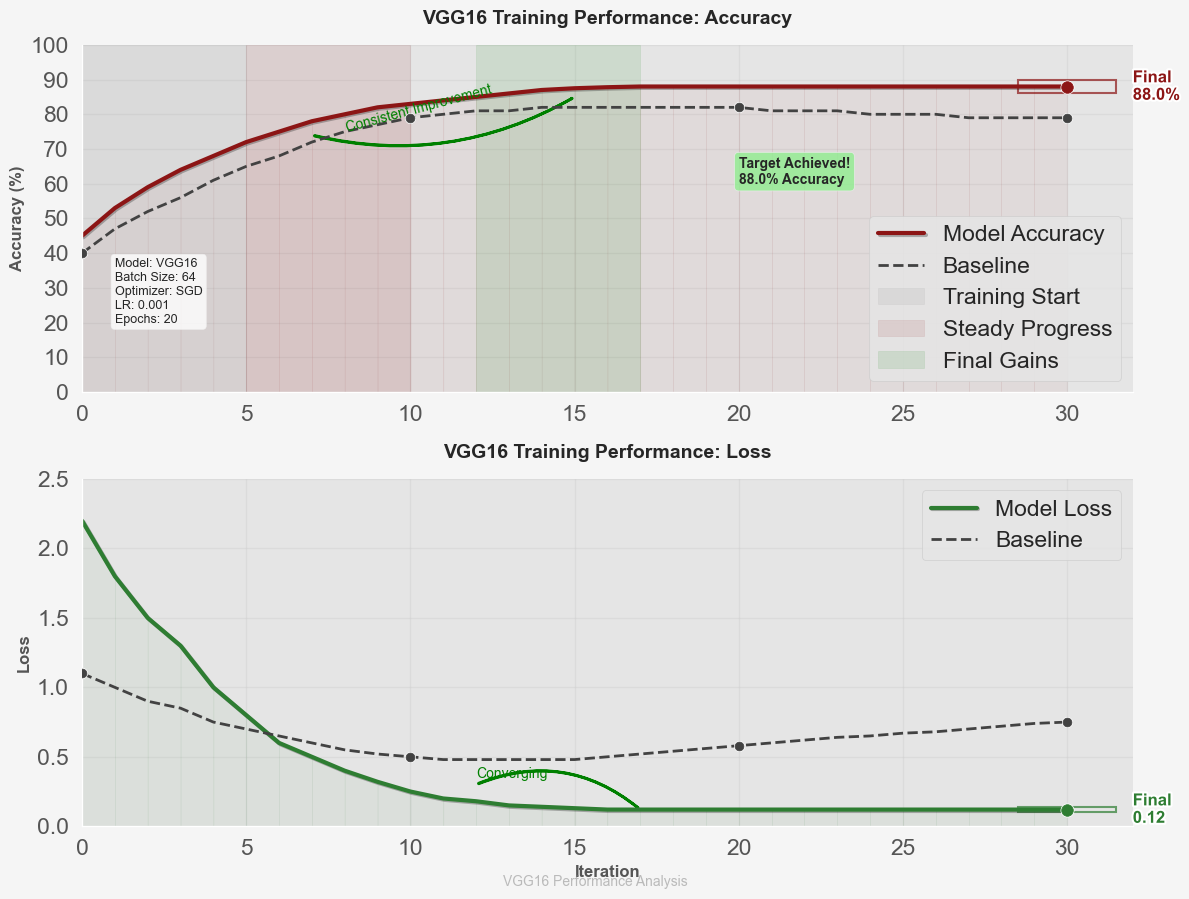 VGG16 Training Performance: Accuracy
100
90
80
70
60
50
40
30
20
10
0
Accuracy (%)
Consistent Improvement
Final
88.0%
Target Achieved!
88.0% Accuracy
Model: VGG16
Batch Size: 64
Optimizer: SGD
LR: 0.001
Epochs: 20
Model Accuracy
Baseline
Training Start
Steady Progress
Final Gains
0 5 10 15 20 25 30
VGG16 Training Performance: Loss
2.5
2.0
1.5
1.0
0.5
0.0
Loss
Model Loss
Baseline
Converging
Final
0.12
0 5 10 15 20 25 30
Iteration
VGG16 Performance Analysis